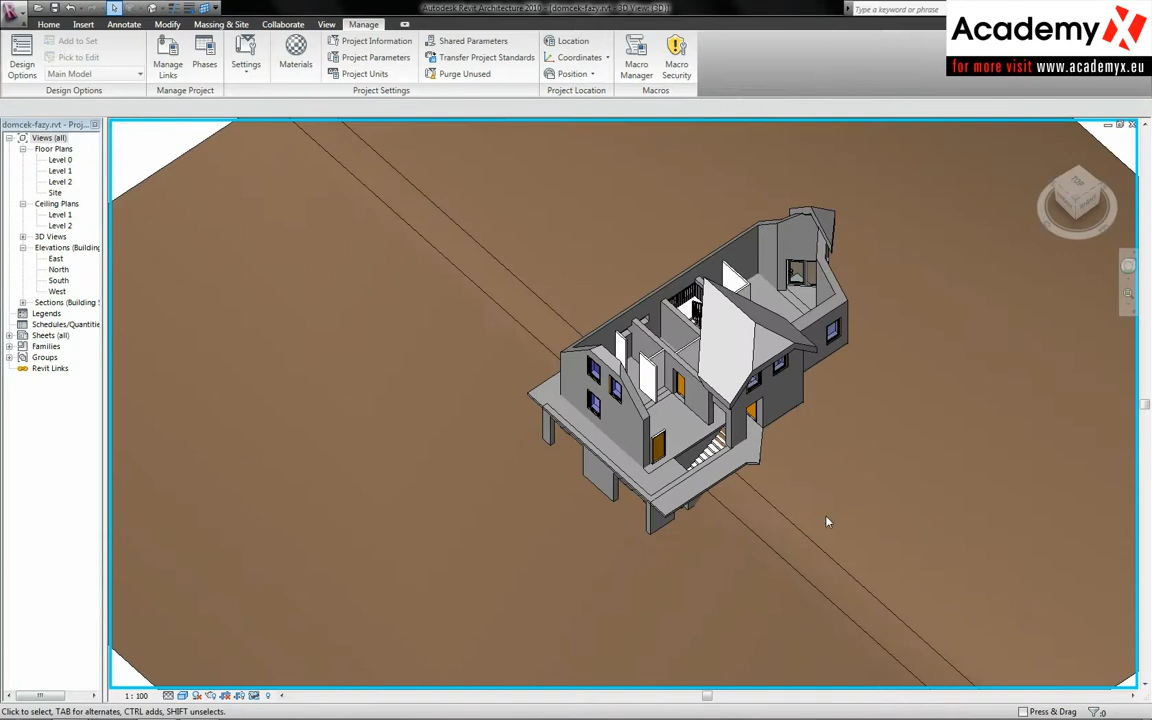 Autodesk Revit Architecture 2010 - [domcek-fazy.rvt - 3D View: {3D}]
Type a keyword or phrase
AcademyX
for more visit www.academyx.eu
Home Insert Annotate Modify Massing & Site Collaborate View Manage
Design Options
Add to Set
Pick to Edit
Main Model
Manage Links
Phases
Settings
Materials
Project Information
Project Parameters
Project Units
Shared Parameters
Transfer Project Standards
Purge Unused
Location
Coordinates
Position
Macro Manager
Macro Security
Design Options Manage Project Project Settings Project Location Macros
domcek-fazy.rvt - Proj...
Views (all)
Floor Plans
Level 0
Level 1
Level 2
Site
Ceiling Plans
Level 1
Level 2
3D Views
Elevations (Building
East
North
South
West
Sections (Building
Legends
Schedules/Quantitie
Sheets (all)
Families
Groups
Revit Links
TOP
1 : 100
Click to select, TAB for alternates, CTRL adds, SHIFT unselects.
Press & Drag
:0